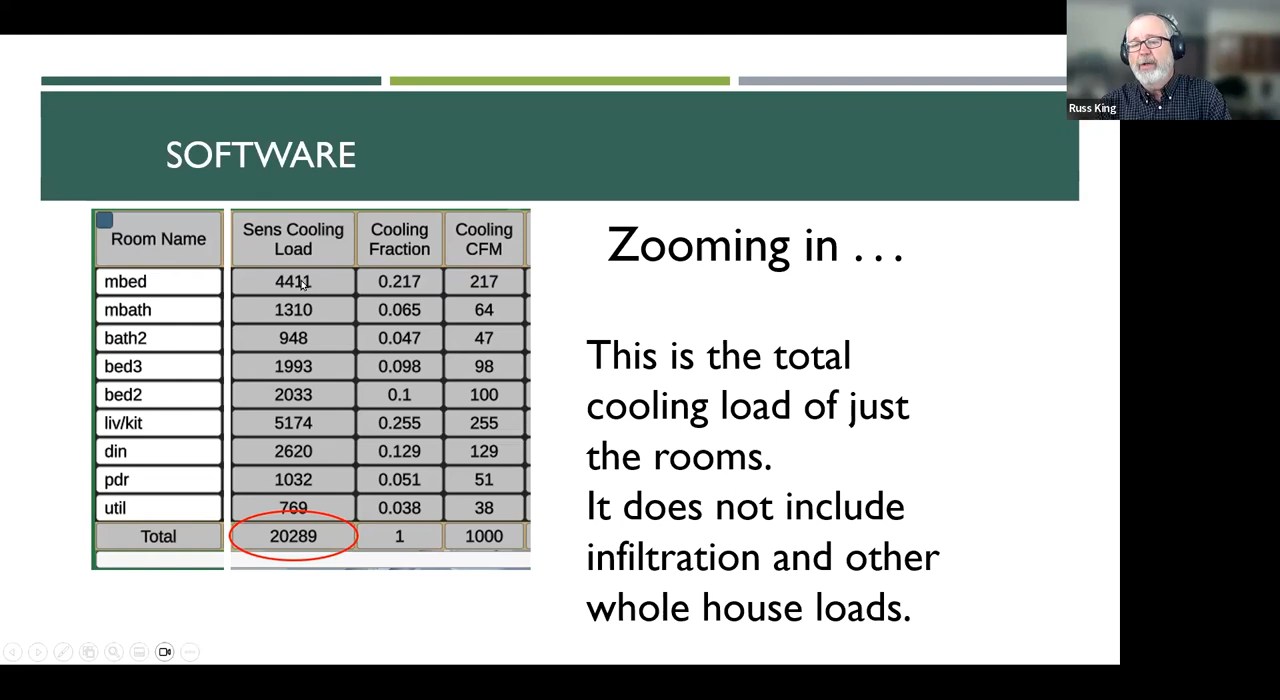 Russ King
SOFTWARE
Room Name Sens Cooling Load Cooling Fraction Cooling CFM
mbed 4411 0.217 217
mbath 1310 0.065 64
bath2 948 0.047 47
bed3 1993 0.098 98
bed2 2033 0.1 100
liv/kit 5174 0.255 255
din 2620 0.129 129
pdr 1032 0.051 51
util 769 0.038 38
Total 20289 1 1000
Zooming in . . .
This is the total
cooling load of just
the rooms.
It does not include
infiltration and other
whole house loads.